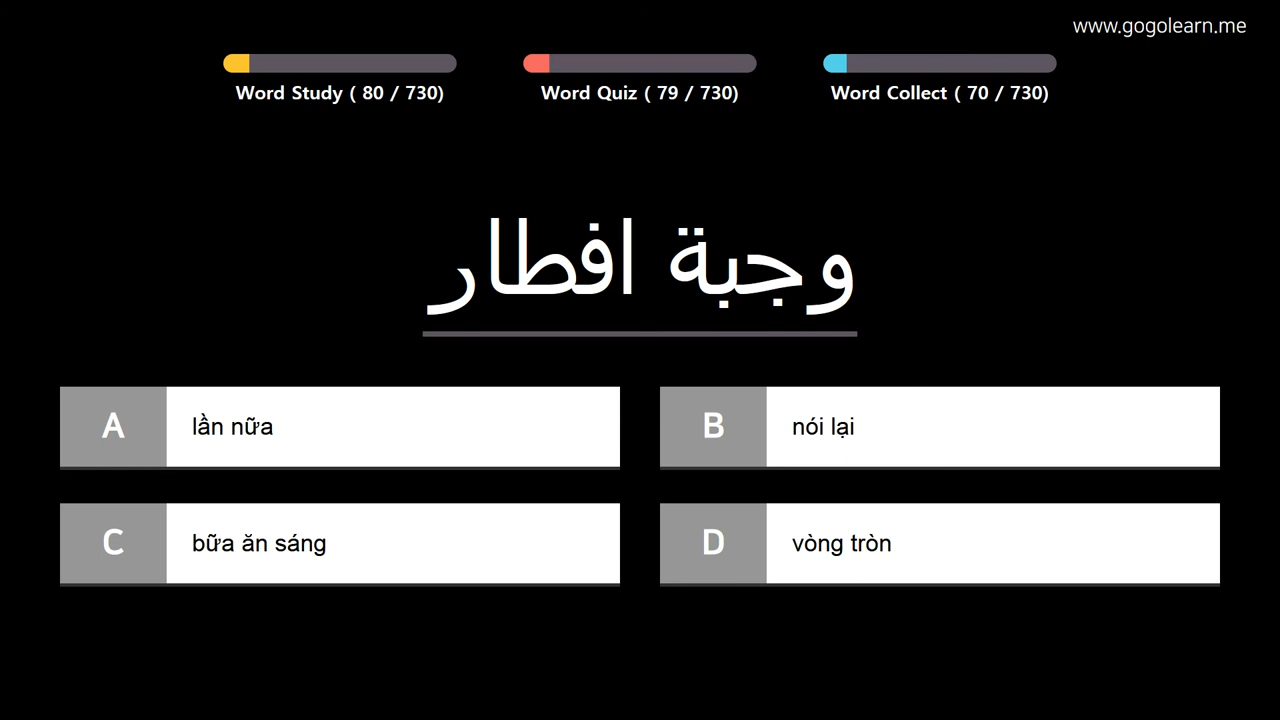 www.gogolearn.me
Word Study ( 80 / 730)
Word Quiz ( 79 / 730)
Word Collect ( 70 / 730)
وجبة افطار
A
lần nữa
B
nói lại
C
bữa ăn sáng
D
vòng tròn